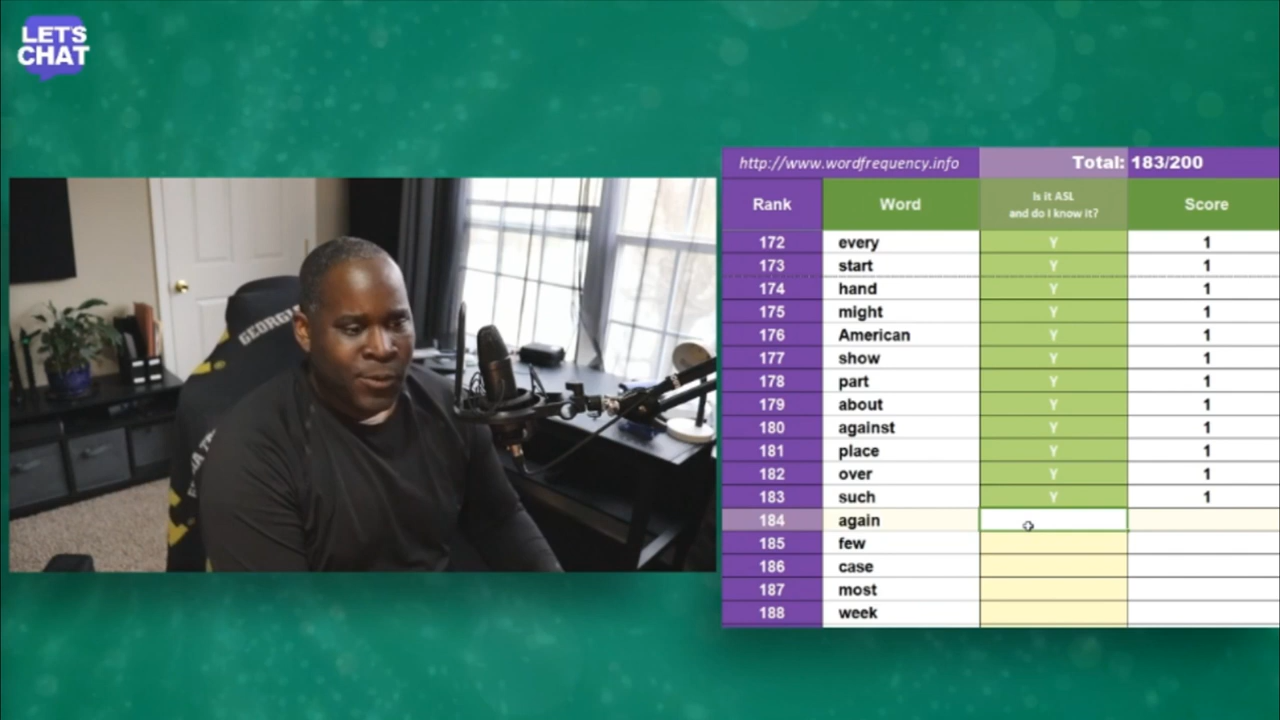 LET'S
CHAT
http://www.wordfrequency.info Total: 183/200
Rank Word Is it ASL and do I know it? Score
172 every Y 1
173 start Y 1
174 hand Y 1
175 might Y 1
176 American Y 1
177 show Y 1
178 part Y 1
179 about Y 1
180 against Y 1
181 place Y 1
182 over Y 1
183 such Y 1
184 again
185 few
186 case
187 most
188 week
GEORGI